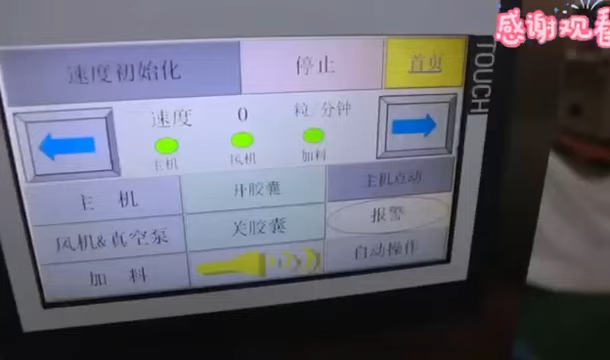 感谢观看
速度初始化 停止 首页
TOUCH
速度 0 粒/分钟
主机 风机 加料
主 机 开胶囊 主机点动
风机&真空泵 关胶囊 报警
加 料 自动操作